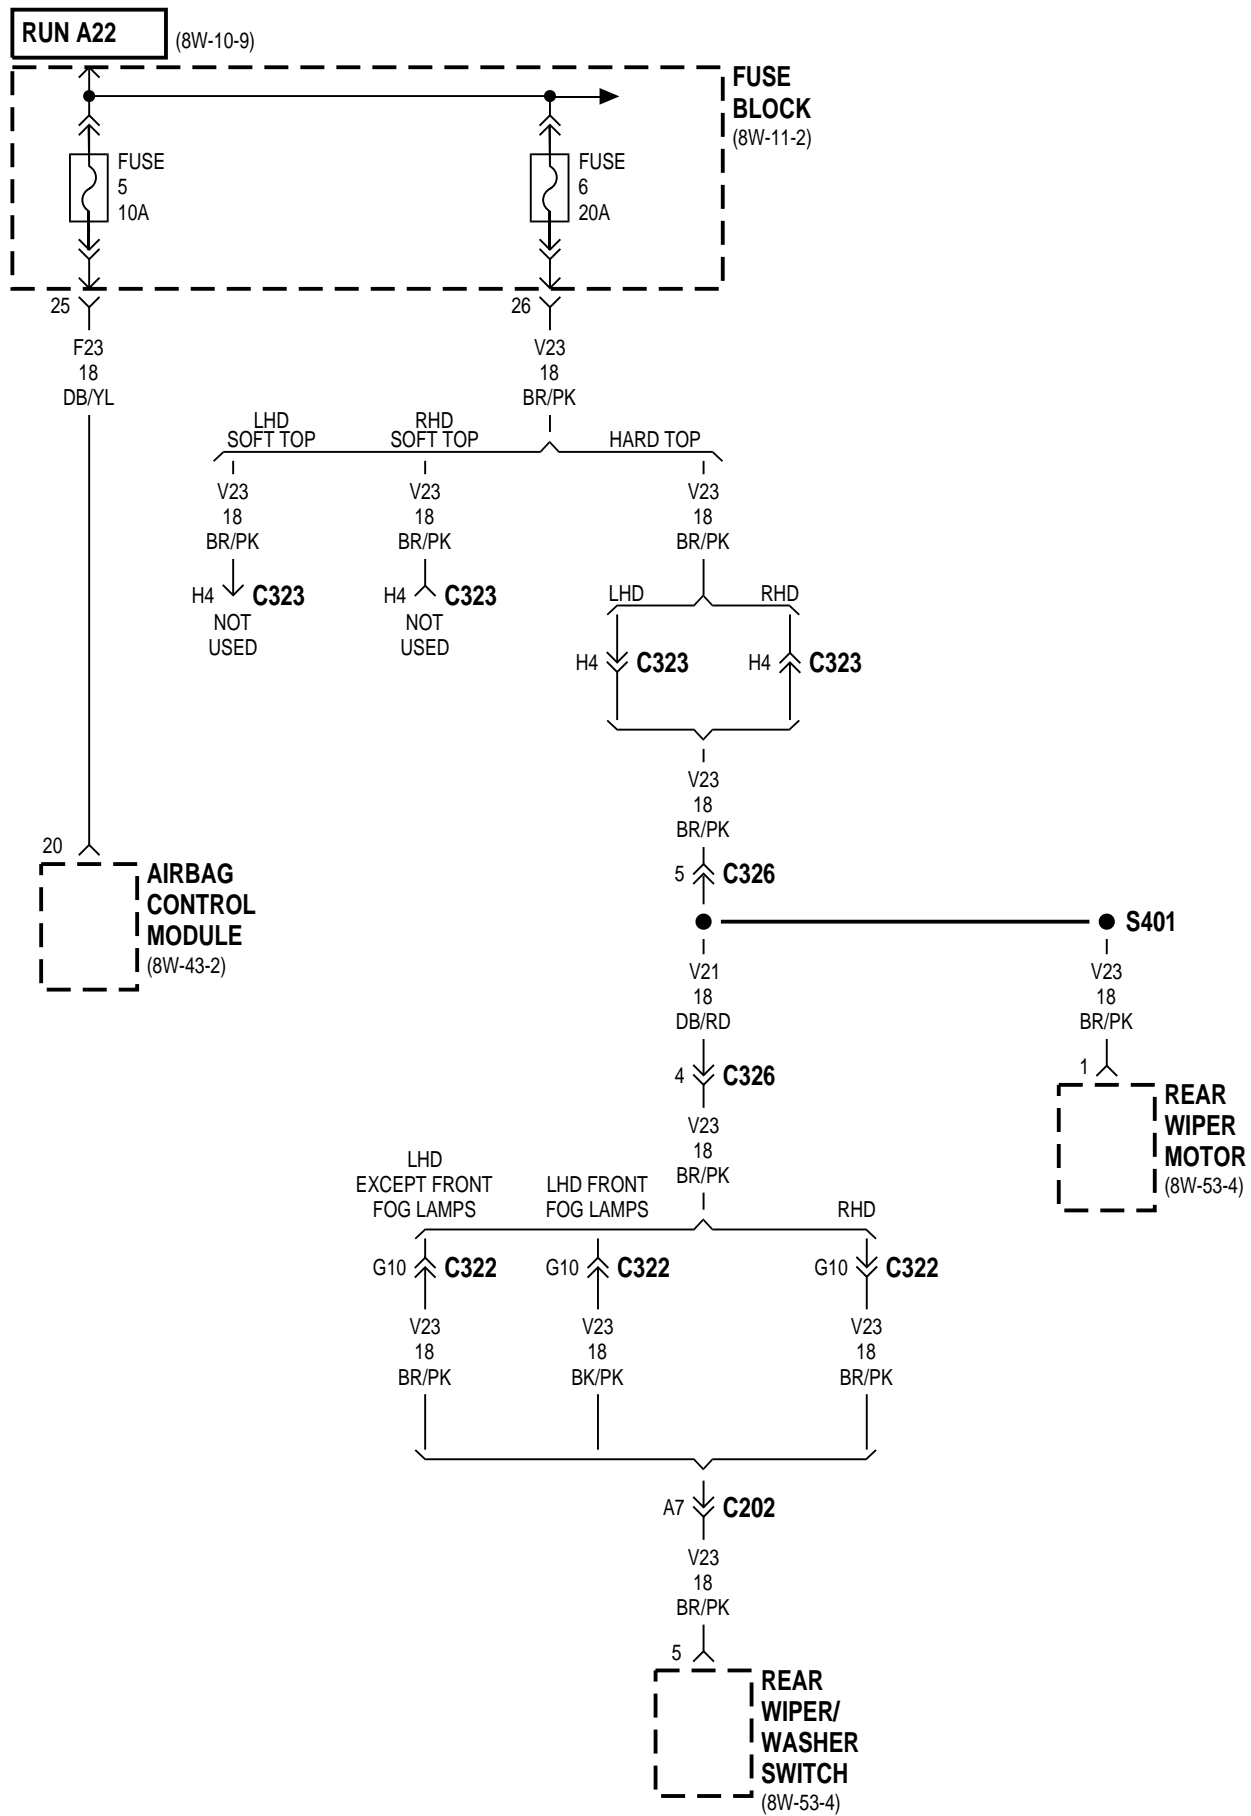 RUN A22
(8W-10-9)
FUSE
BLOCK
(8W-11-2)
FUSE
5
10A
FUSE
6
20A
25
26
F23
18
DB/YL
V23
18
BR/PK
LHD
SOFT TOP
RHD
SOFT TOP
HARD TOP
V23
18
BR/PK
V23
18
BR/PK
V23
18
BR/PK
H4
C323
NOT
USED
H4
C323
NOT
USED
LHD
RHD
H4
C323
H4
C323
V23
18
BR/PK
20
AIRBAG
CONTROL
MODULE
(8W-43-2)
5
C326
S401
V21
18
DB/RD
V23
18
BR/PK
4
C326
1
REAR
WIPER
MOTOR
(8W-53-4)
V23
18
BR/PK
LHD
EXCEPT FRONT
FOG LAMPS
LHD FRONT
FOG LAMPS
RHD
G10
C322
G10
C322
G10
C322
V23
18
BR/PK
V23
18
BK/PK
V23
18
BR/PK
A7
C202
V23
18
BR/PK
5
REAR
WIPER/
WASHER
SWITCH
(8W-53-4)